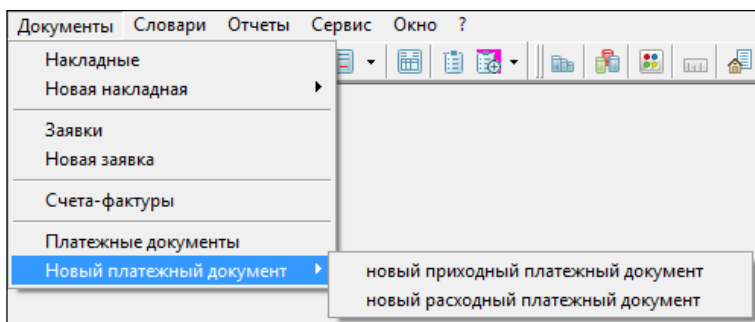 Документы Словари Отчеты Сервис Окно ?
Накладные
Новая накладная
Заявки
Новая заявка
Счета-фактуры
Платежные документы
Новый платежный документ
новый приходный платежный документ
новый расходный платежный документ